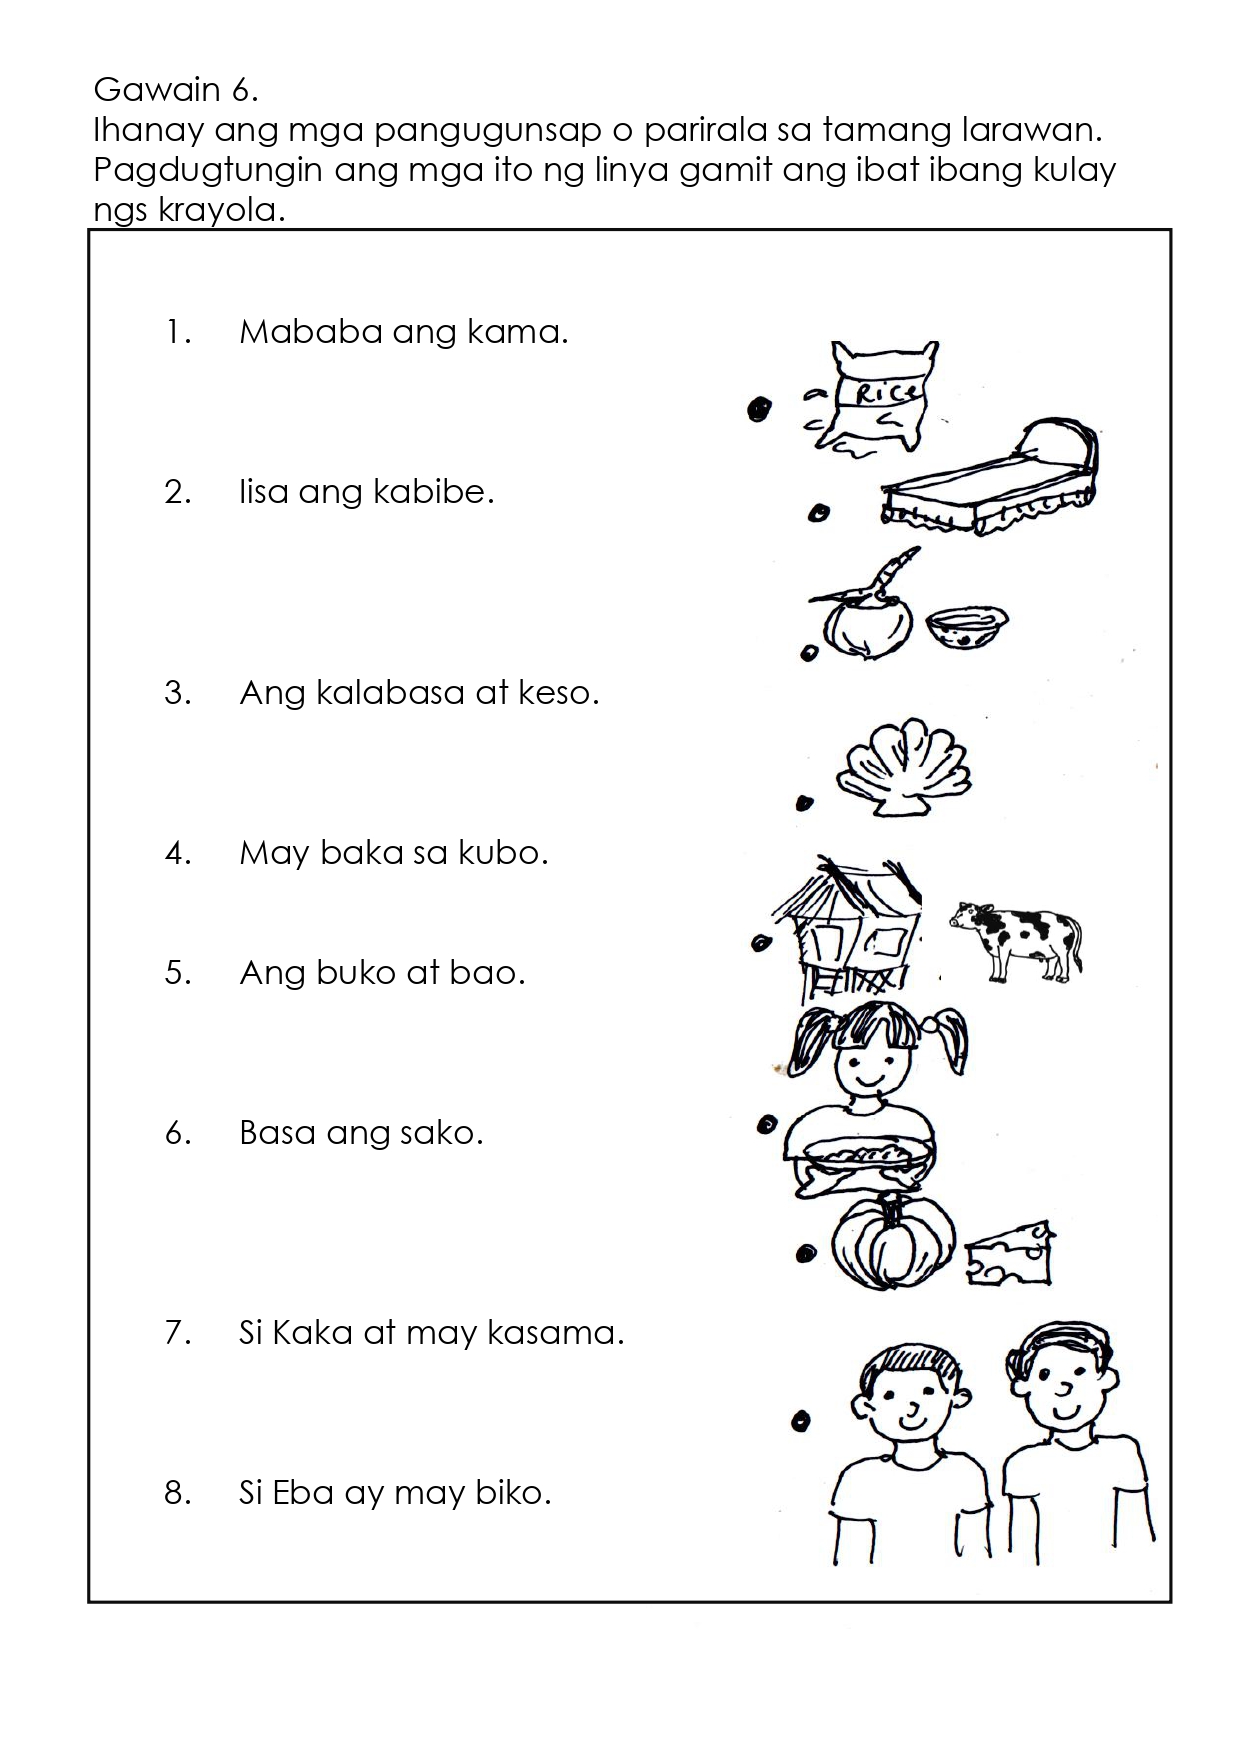 Gawain 6.
Ihanay ang mga pangugunsap o parirala sa tamang larawan.
Pagdugtungin ang mga ito ng linya gamit ang ibat ibang kulay
ngs krayola.
1. Mababa ang kama.
Rice
2. Iisa ang kabibe.
3. Ang kalabasa at keso.
4. May baka sa kubo.
5. Ang buko at bao.
6. Basa ang sako.
7. Si Kaka at may kasama.
8. Si Eba ay may biko.